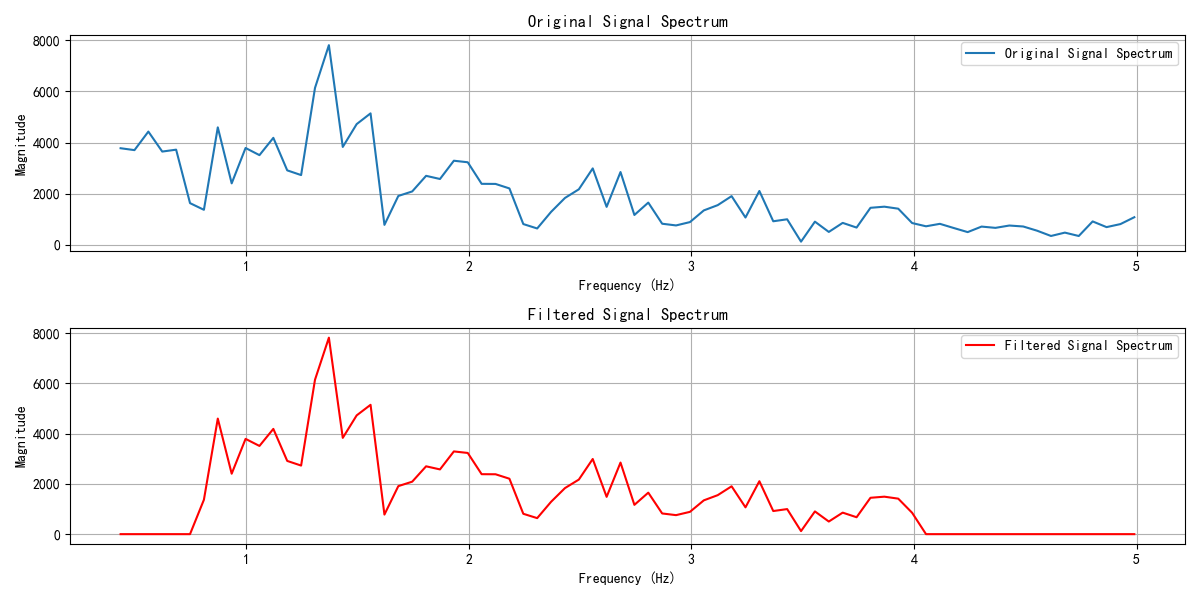 Original Signal Spectrum
8000
6000
4000
2000
0
Magnitude
Original Signal Spectrum
1 2 3 4 5
Frequency (Hz)
Filtered Signal Spectrum
8000
6000
4000
2000
0
Magnitude
Filtered Signal Spectrum
1 2 3 4 5
Frequency (Hz)